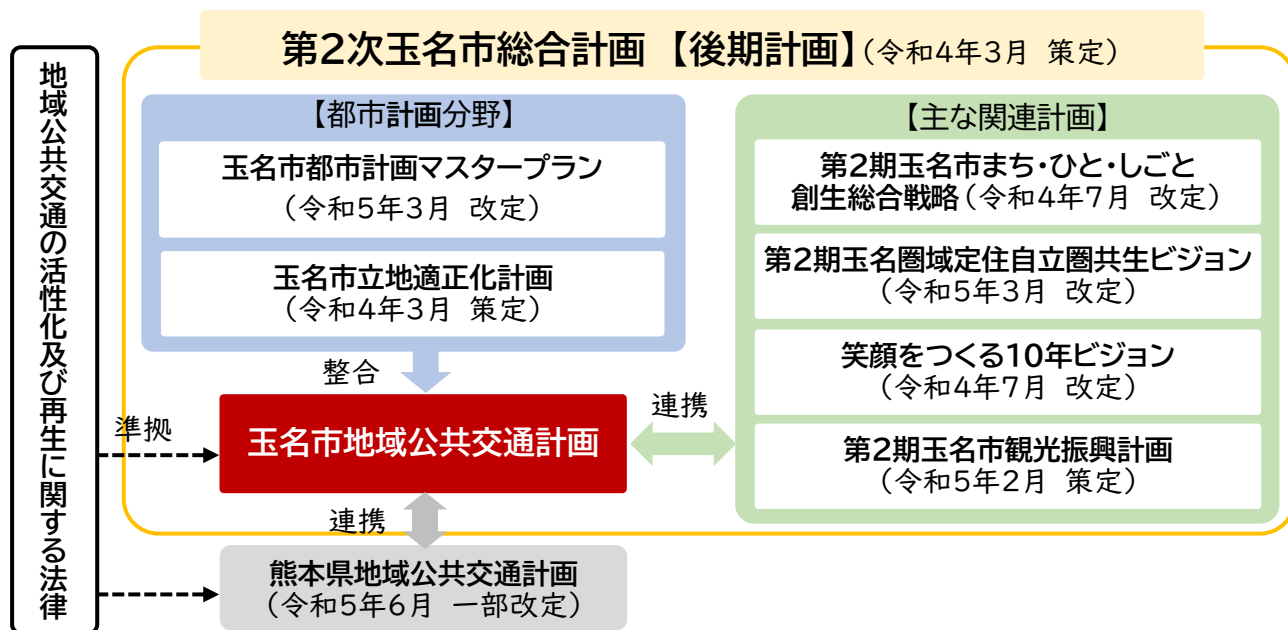 第2次玉名市総合計画【後期計画】(令和4年3月 策定)
地域公共交通の活性化及び再生に関する法律
【都市計画分野】
玉名市都市計画マスタープラン
(令和5年3月 改定)
玉名市立地適正化計画
(令和4年3月 策定)
整合
【主な関連計画】
第2期玉名市まち・ひと・しごと
創生総合戦略(令和4年7月 改定)
第2期玉名圏域定住自立圏共生ビジョン
(令和5年3月 改定)
笑顔をつくる10年ビジョン
(令和4年7月 改定)
第2期玉名市観光振興計画
(令和5年2月 策定)
準拠
玉名市地域公共交通計画
連携
連携
熊本県地域公共交通計画
(令和5年6月 一部改定)